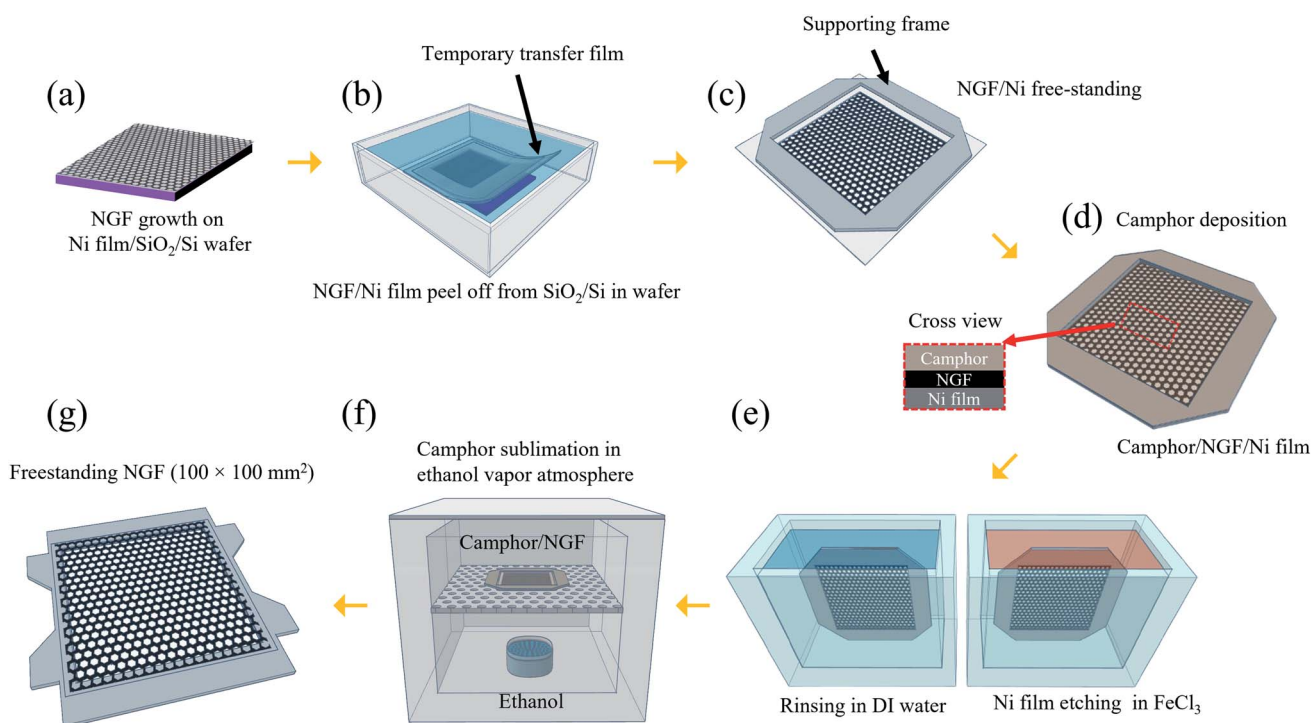 (a)
NGF growth on
Ni film/SiO₂/Si wafer
(b)
Temporary transfer film
NGF/Ni film peel off from SiO₂/Si in wafer
(c)
Supporting frame
NGF/Ni free-standing
(d)
Camphor deposition
Cross view
Camphor
NGF
Ni film
Camphor/NGF/Ni film
(e)
Rinsing in DI water
Ni film etching in FeCl₃
(f)
Camphor sublimation in
ethanol vapor atmosphere
Camphor/NGF
Ethanol
(g)
Freestanding NGF (100 × 100 mm²)